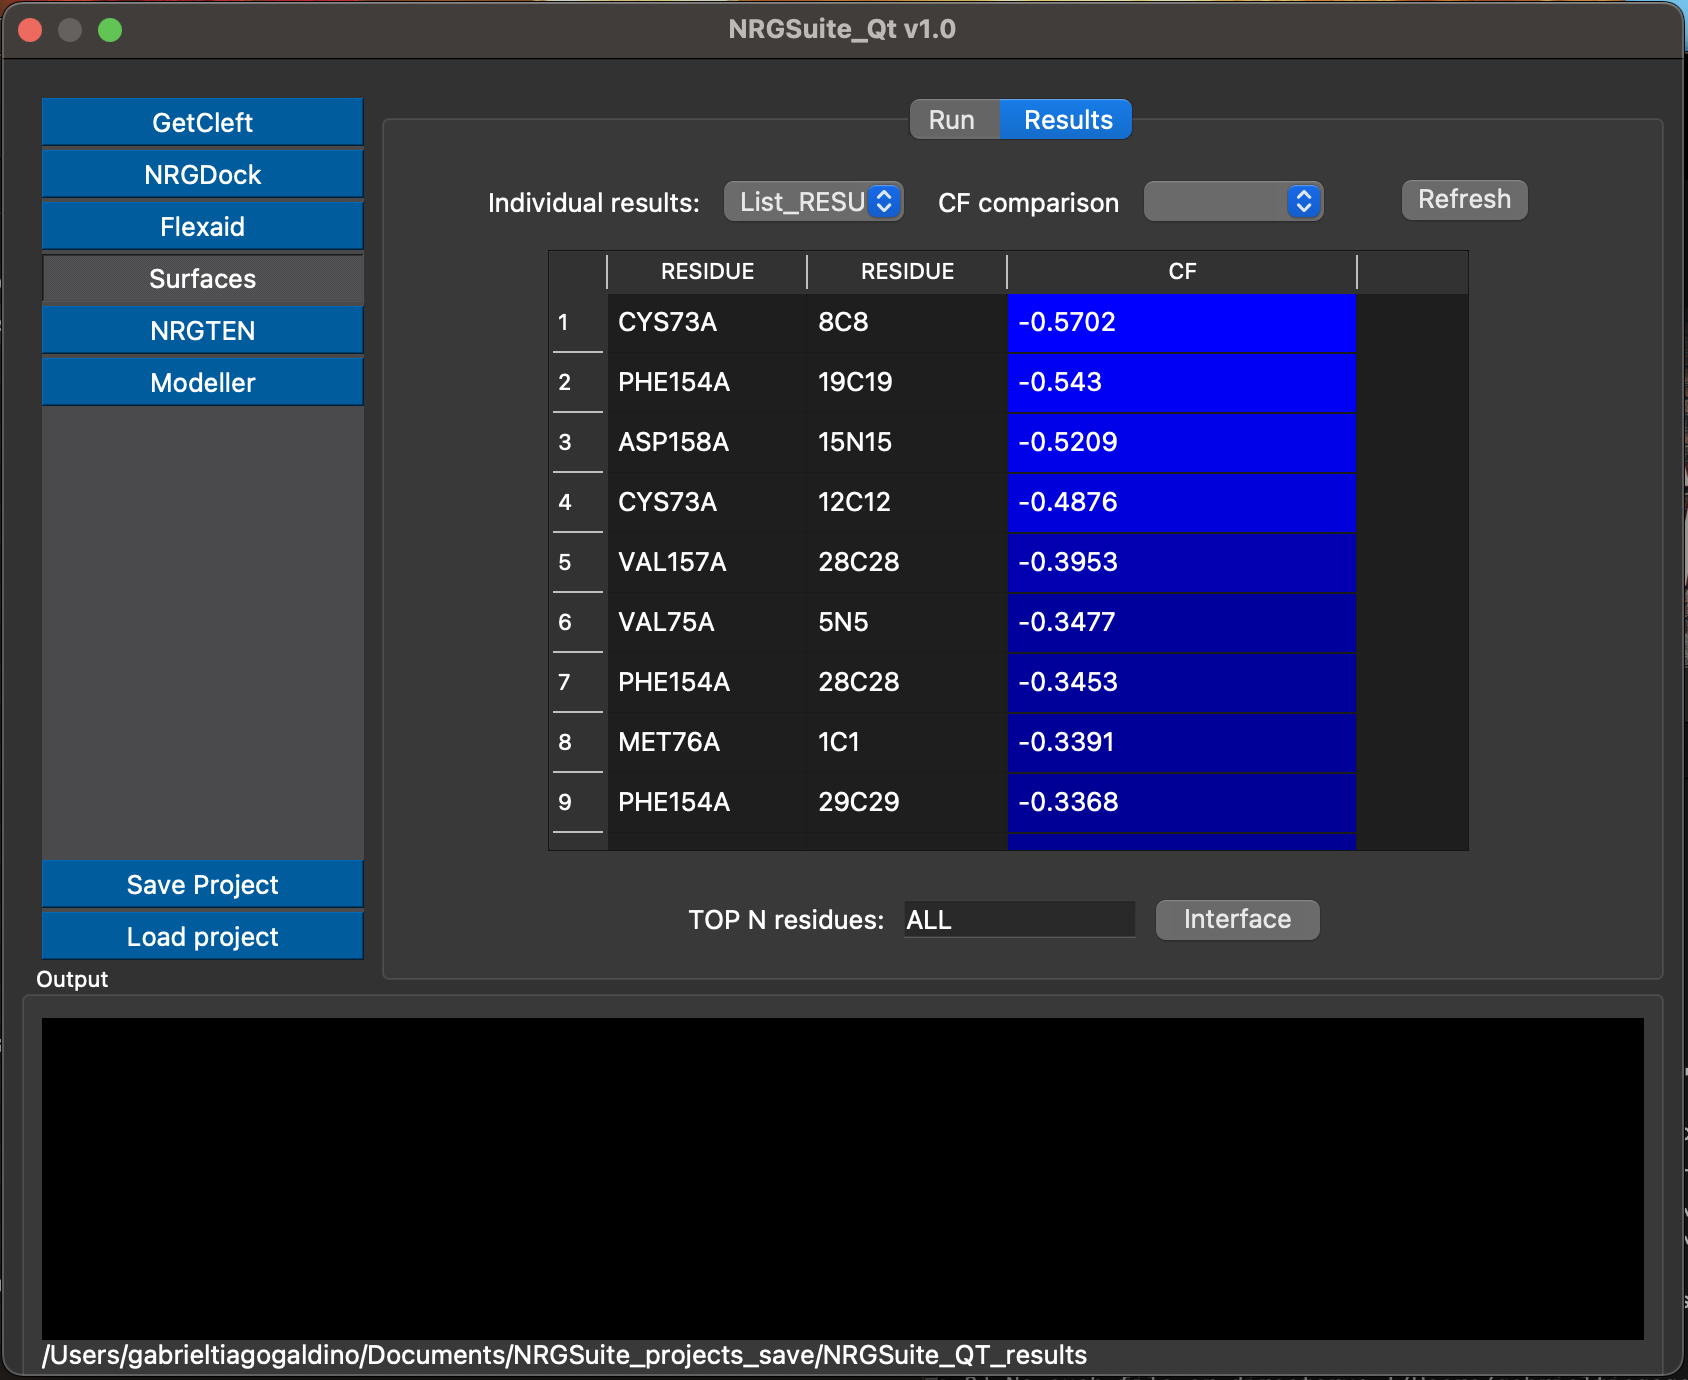 NRGSuite_Qt v1.0
GetCleft
NRGDock
Flexaid
Surfaces
NRGTEN
Modeller
Save Project
Load project
Run Results
Individual results: List_RESU CF comparison Refresh
RESIDUE RESIDUE CF
1 CYS73A 8C8 -0.5702
2 PHE154A 19C19 -0.543
3 ASP158A 15N15 -0.5209
4 CYS73A 12C12 -0.4876
5 VAL157A 28C28 -0.3953
6 VAL75A 5N5 -0.3477
7 PHE154A 28C28 -0.3453
8 MET76A 1C1 -0.3391
9 PHE154A 29C29 -0.3368
TOP N residues: ALL Interface
Output
/Users/gabrieltiagogaldino/Documents/NRGSuite_projects_save/NRGSuite_QT_results